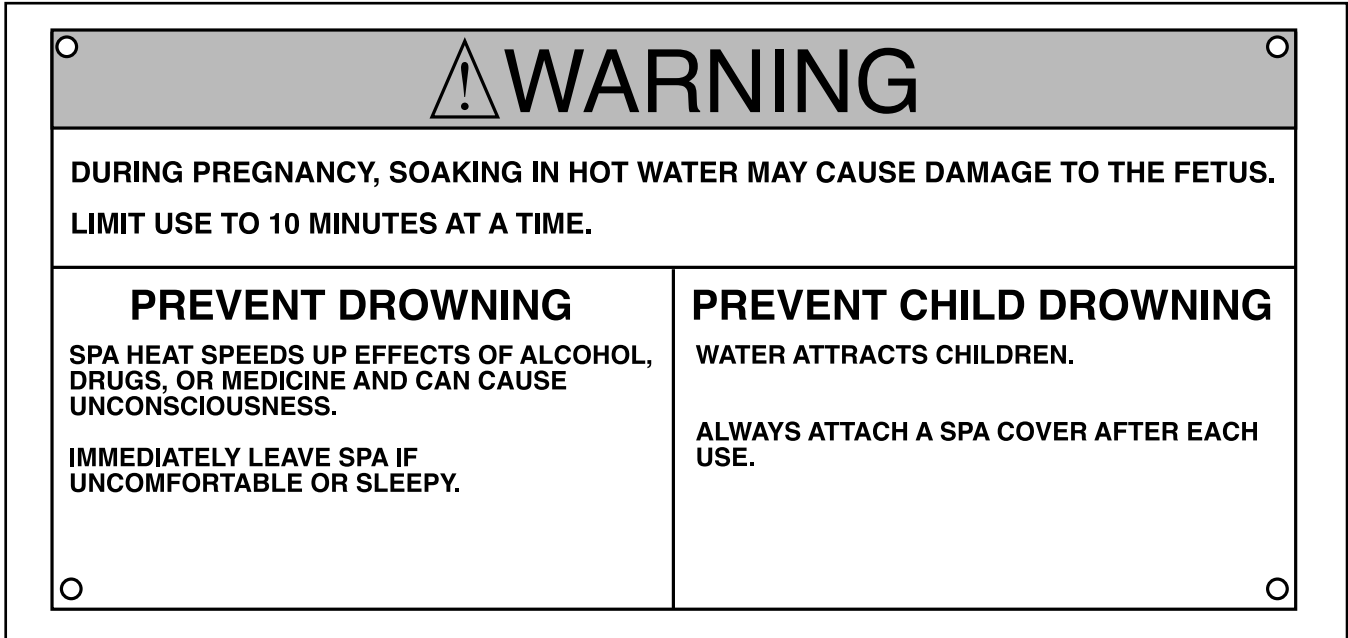 WARNING
DURING PREGNANCY, SOAKING IN HOT WATER MAY CAUSE DAMAGE TO THE FETUS.
LIMIT USE TO 10 MINUTES AT A TIME.
PREVENT DROWNING
SPA HEAT SPEEDS UP EFFECTS OF ALCOHOL,
DRUGS, OR MEDICINE AND CAN CAUSE
UNCONSCIOUSNESS.
IMMEDIATELY LEAVE SPA IF
UNCOMFORTABLE OR SLEEPY.
PREVENT CHILD DROWNING
WATER ATTRACTS CHILDREN.
ALWAYS ATTACH A SPA COVER AFTER EACH
USE.